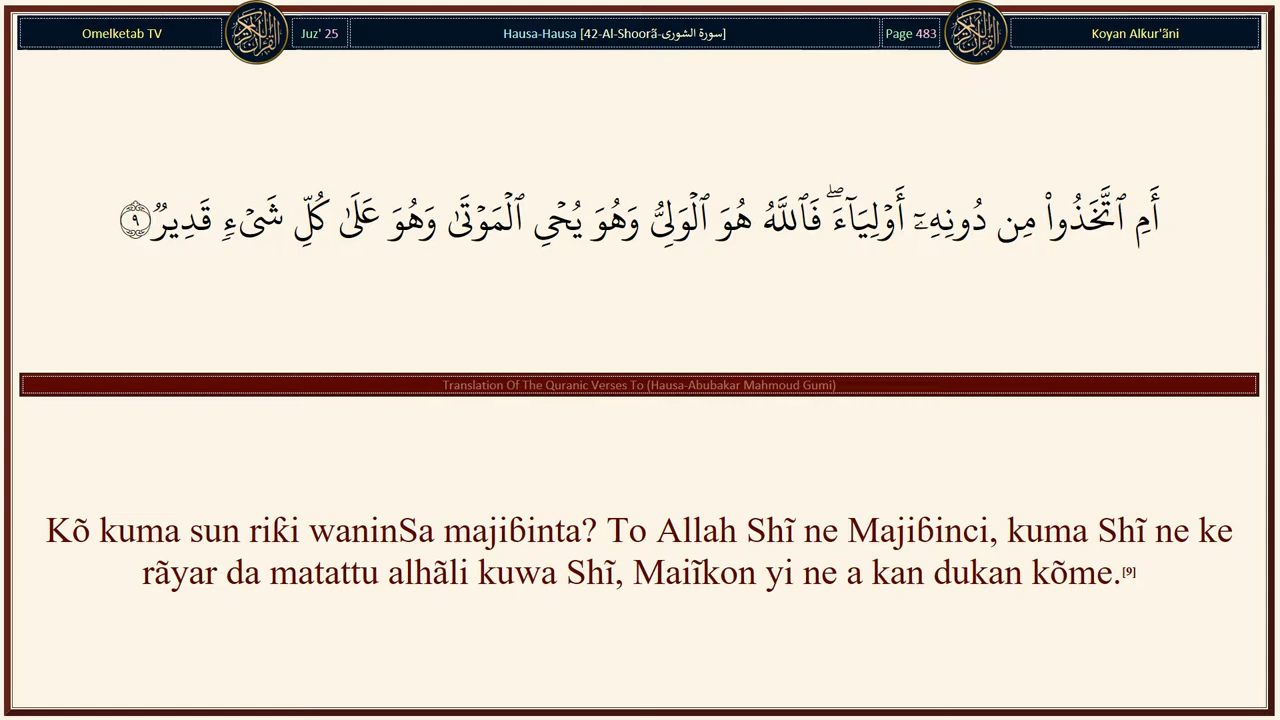 Omelketab TV
Juz' 25
Hausa-Hausa [42-Al-Shoorã-سورة الشورى]
Page 483
Koyan Alƙur'ãni
أَمِ ٱتَّخَذُوا۟ مِن دُونِهِۦٓ أَوْلِيَآءَ ۖ فَٱللَّهُ هُوَ ٱلْوَلِىُّ وَهُوَ يُحْىِ ٱلْمَوْتَىٰ وَهُوَ عَلَىٰ كُلِّ شَىْءٍ قَدِيرٌ ٩
Translation Of The Quranic Verses To (Hausa-Abubakar Mahmoud Gumi)
Kõ kuma sun riƙi waninSa majiɓinta? To Allah Shĩ ne Majiɓinci, kuma Shĩ ne ke
rãyar da matattu alhãli kuwa Shĩ, Maiĩkon yi ne a kan dukan kõme.[9]